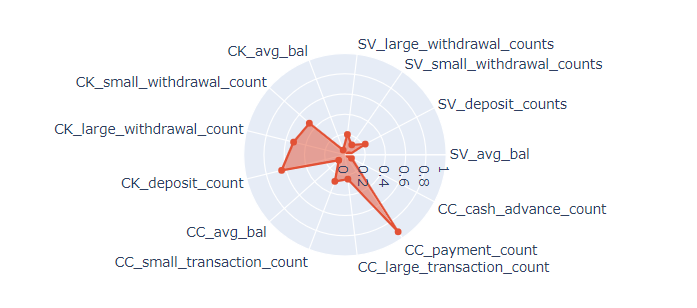 SV_large_withdrawal_counts
CK_avg_bal
SV_small_withdrawal_counts
CK_small_withdrawal_count
SV_deposit_counts
CK_large_withdrawal_count
SV_avg_bal
0 0.2 0.4 0.6 0.8 1
CK_deposit_count
CC_cash_advance_count
CC_avg_bal
CC_payment_count
CC_small_transaction_count
CC_large_transaction_count